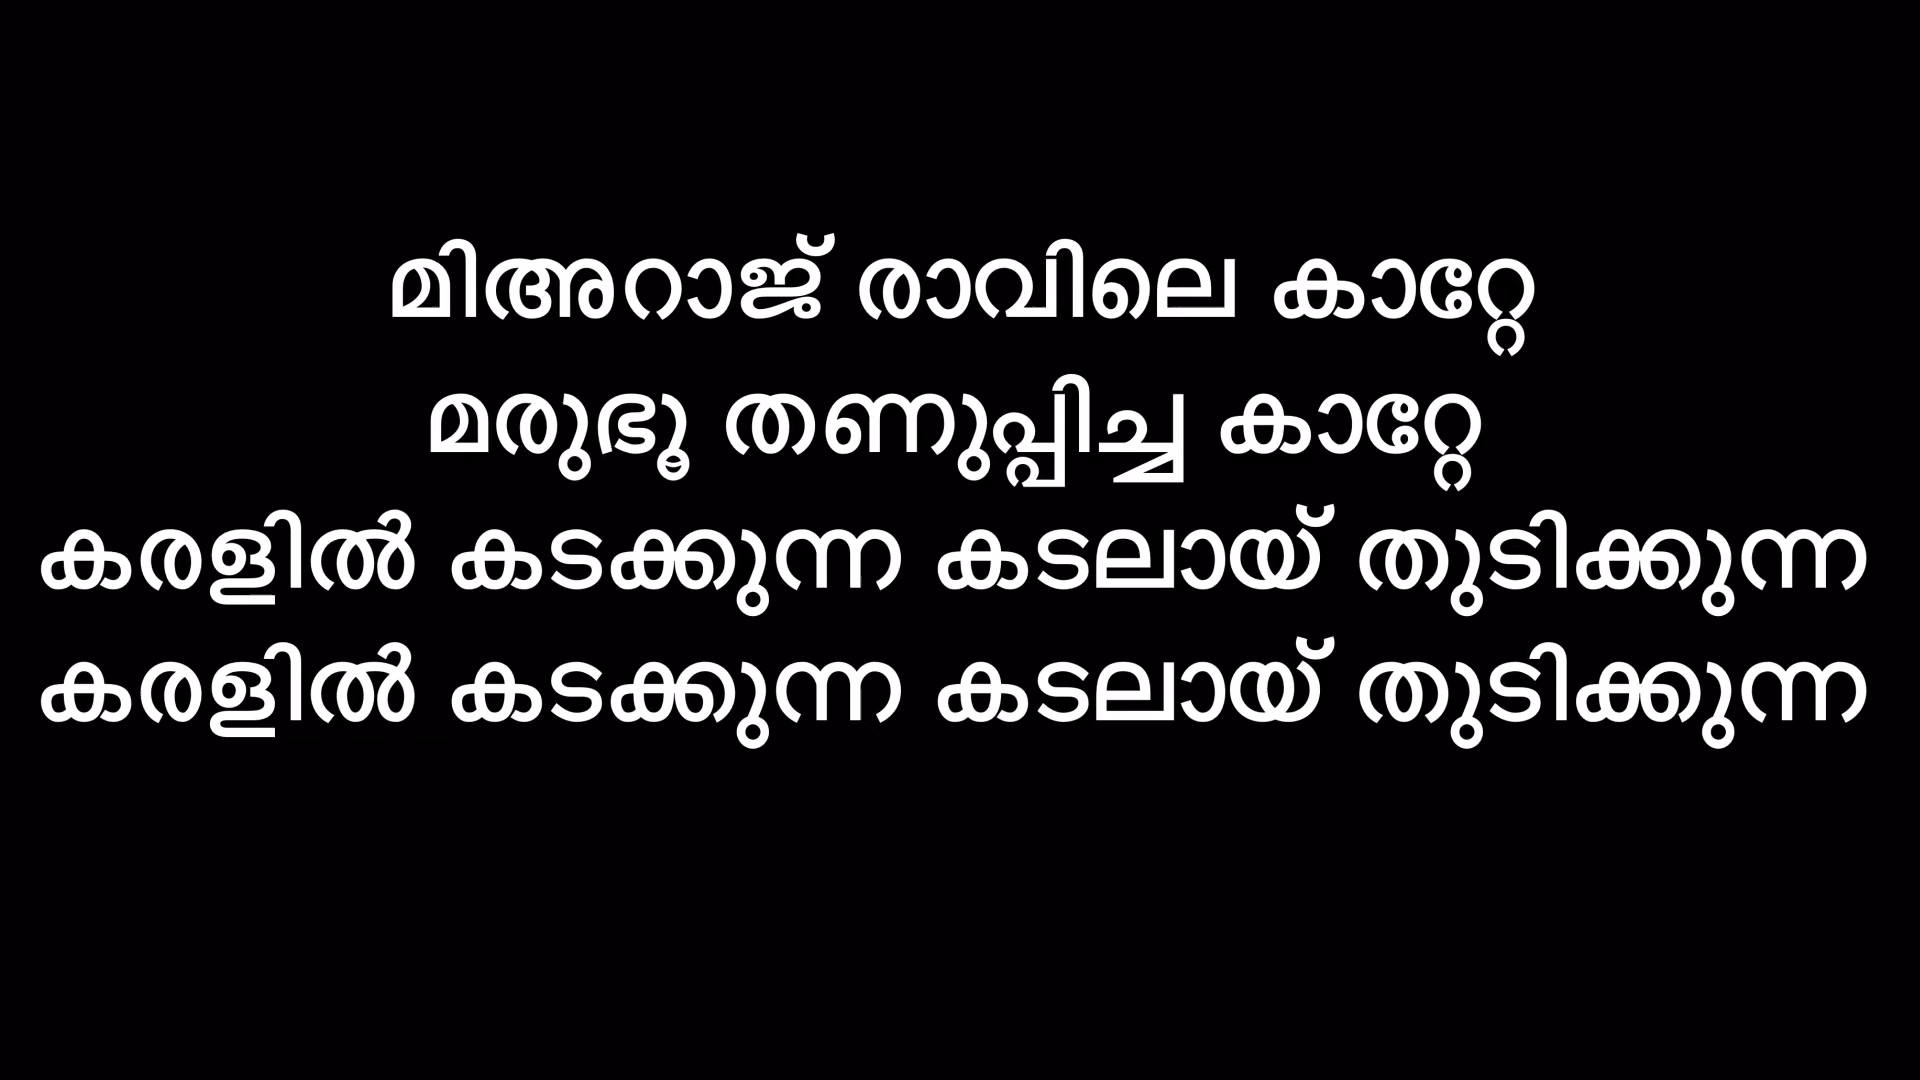 മിഅറാജ് രാവിലെ കാറ്റേ
മരുഭൂ തണുപ്പിച്ച കാറ്റേ
കരളിൽ കടക്കുന്ന കടലായ് തുടിക്കുന്ന
കരളിൽ കടക്കുന്ന കടലായ് തുടിക്കുന്ന